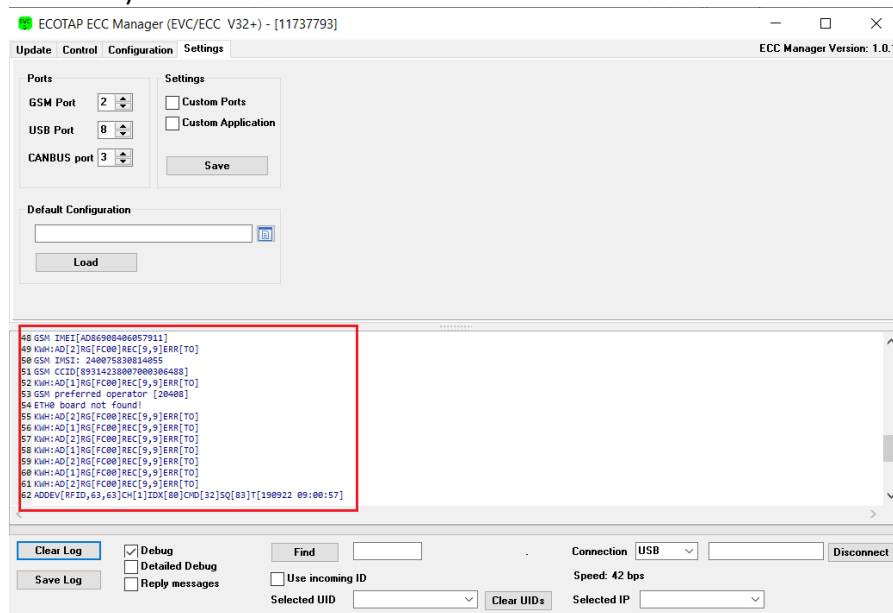 ECOTAP ECC Manager (EVC/ECC V32+) - [11737793]
Update Control Configuration Settings
ECC Manager Version: 1.0.
Ports
Settings
GSM Port 2
Custom Ports
USB Port 8
Custom Application
CANBUS port 3
Save
Default Configuration
Load
48 GSM IMEI[AD86908406057911]
49 KWH:AD[2]RG[FC00]REC[9,9]ERR[TO]
50 GSM IMSI: 240075830814055
51 GSM CCID[89314238007000306488]
52 KWH:AD[1]RG[FC00]REC[9,9]ERR[TO]
53 GSM preferred operator [20408]
54 ETH0 board not found!
55 KWH:AD[2]RG[FC00]REC[9,9]ERR[TO]
56 KWH:AD[1]RG[FC00]REC[9,9]ERR[TO]
57 KWH:AD[2]RG[FC00]REC[9,9]ERR[TO]
58 KWH:AD[1]RG[FC00]REC[9,9]ERR[TO]
59 KWH:AD[2]RG[FC00]REC[9,9]ERR[TO]
60 KWH:AD[1]RG[FC00]REC[9,9]ERR[TO]
61 KWH:AD[2]RG[FC00]REC[9,9]ERR[TO]
62 ADDEV[RFID,63,63]CH[1]IDX[80]CMD[32]SQ[83]T[190922 09:00:57]
Clear Log
Debug
Find
Connection USB
Disconnect
Detailed Debug
Save Log
Reply messages
Use incoming ID
Speed: 42 bps
Selected UID
Clear UIDs
Selected IP